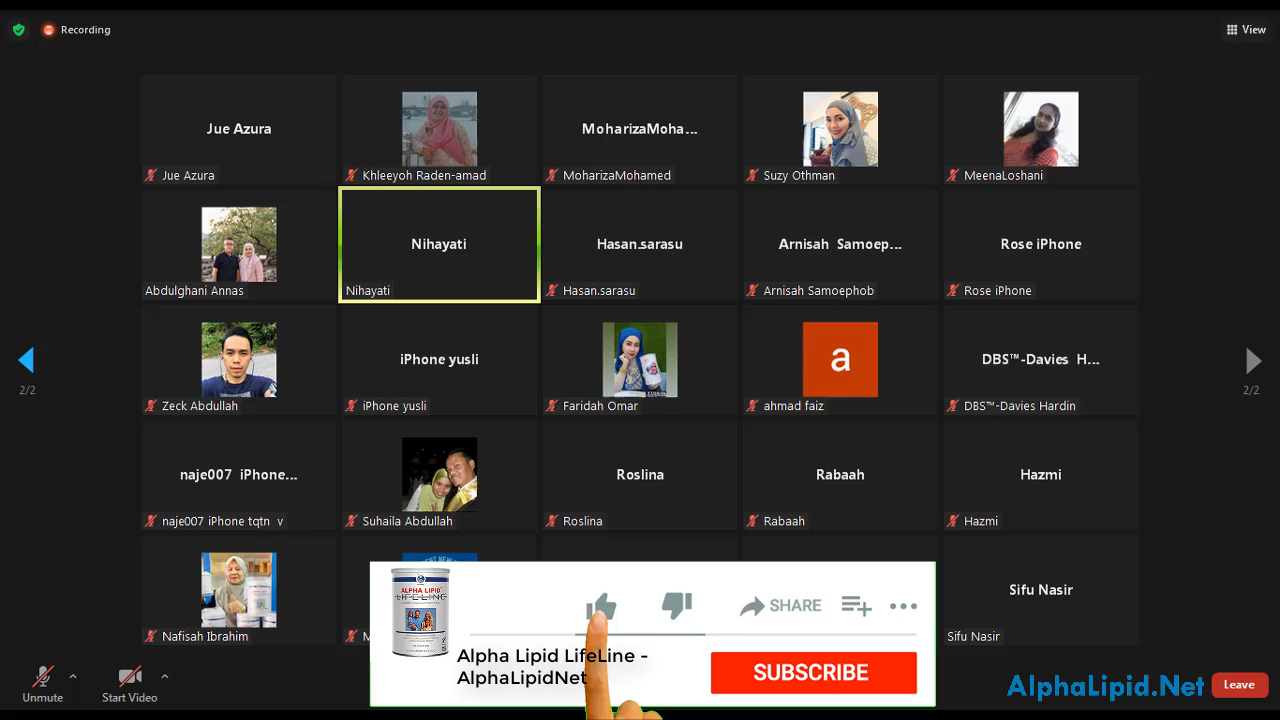 Recording
View
Jue Azura
MoharizaMoha...
Jue Azura
Khleeyoh Raden-amad
MoharizaMohamed
Suzy Othman
MeenaLoshani
Nihayati
Hasan.sarasu
Arnisah Samoep...
Rose iPhone
Abdulghani Annas
Nihayati
Hasan.sarasu
Arnisah Samoephob
Rose iPhone
iPhone yusli
a
DBS™-Davies H...
2/2
2/2
Zeck Abdullah
iPhone yusli
Faridah Omar
ahmad faiz
DBS™-Davies Hardin
naje007 iPhone...
Roslina
Rabaah
Hazmi
naje007 iPhone tqtn v
Suhaila Abdullah
Roslina
Rabaah
Hazmi
Sifu Nasir
ALPHA LIPID
LIFELINE
SHARE
Nafisah Ibrahim
Sifu Nasir
Alpha Lipid LifeLine -
AlphaLipidNet
SUBSCRIBE
Unmute
Start Video
AlphaLipid.Net
Leave